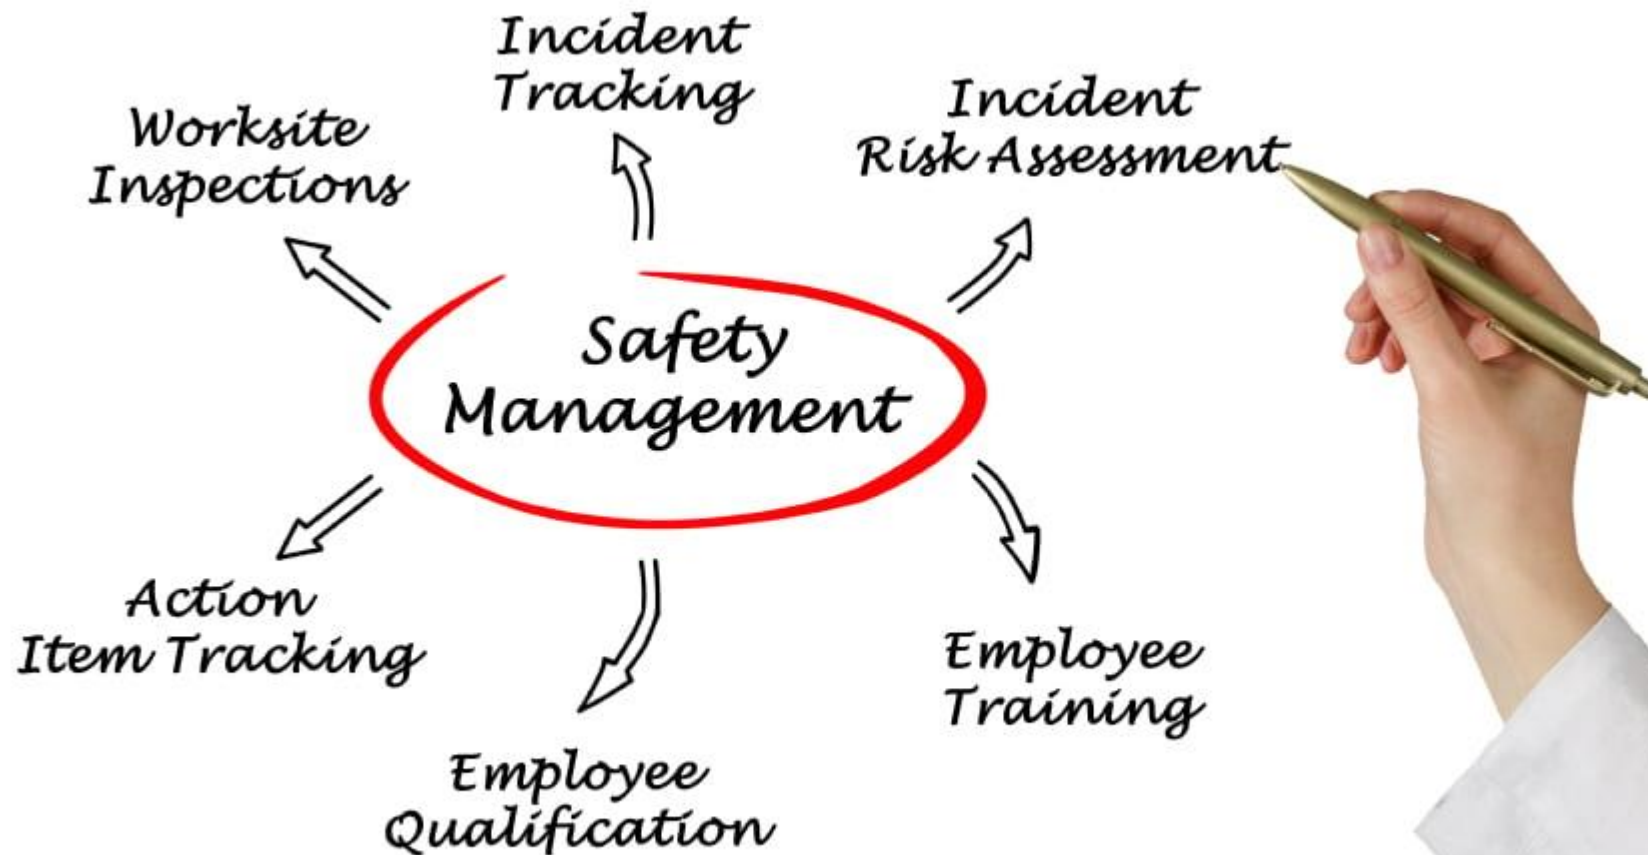 Incident
Tracking
Incident
Risk Assessment
Worksite
Inspections
Safety
Management
Action
Item Tracking
Employee
Training
Employee
Qualification